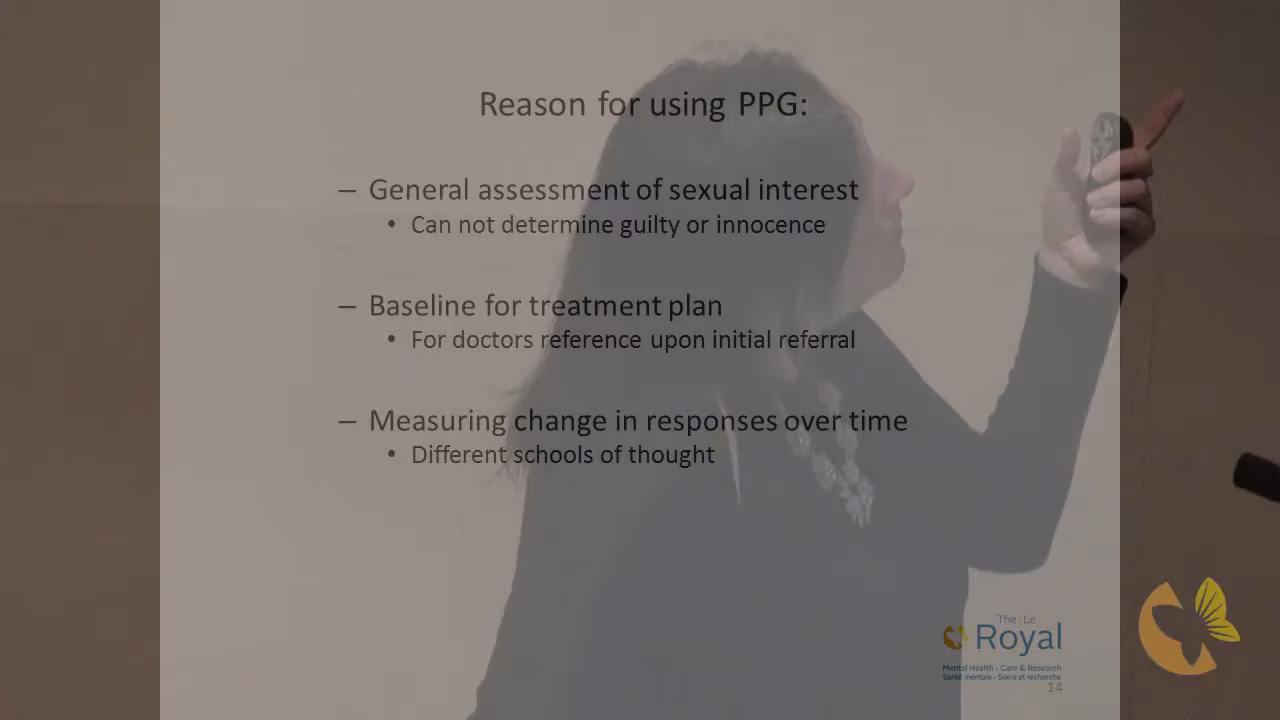 Reason for using PPG:
– General assessment of sexual interest
• Can not determine guilty or innocence
– Baseline for treatment plan
• For doctors reference upon initial referral
– Measuring change in responses over time
• Different schools of thought
The Le
Royal
Mental Health - Care & Research
Santé mentale - Soins et recherche
14